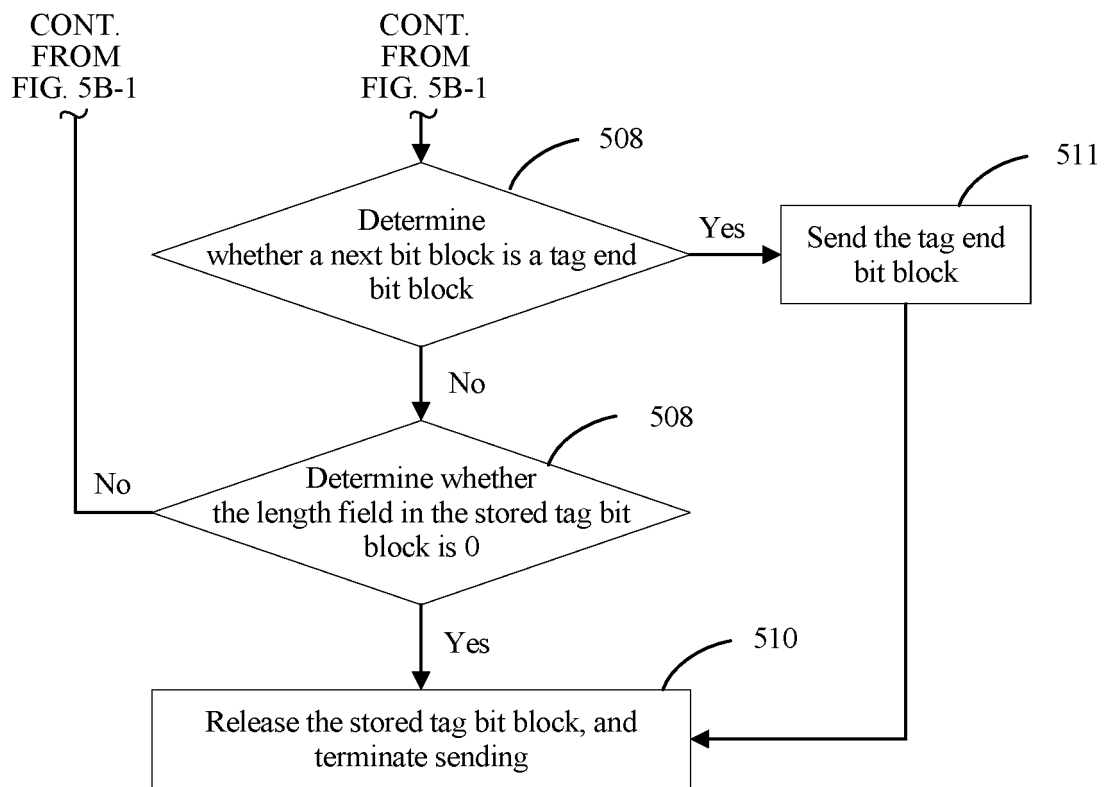 CONT.
FROM
FIG. 5B-1
CONT.
FROM
FIG. 5B-1
508
511
Determine
whether a next bit block is a tag end
bit block
Yes
Send the tag end
bit block
No
508
No
Determine whether
the length field in the stored tag bit
block is 0
Yes
510
Release the stored tag bit block, and
terminate sending